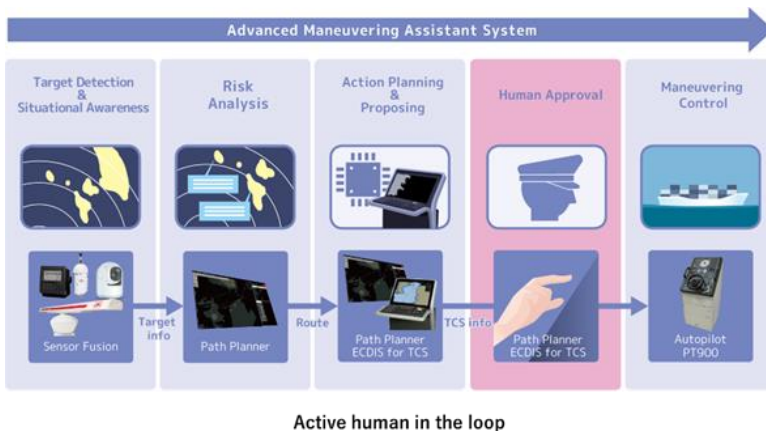 Advanced Maneuvering Assistant System
Target Detection
&
Situational Awareness
Risk
Analysis
Action Planning
&
Proposing
Human Approval
Maneuvering
Control
Sensor Fusion
Target
info
Path Planner
Route
Path Planner
ECDIS for TCS
TCS info
Path Planner
ECDIS for TCS
Autopilot
PT900
Active human in the loop